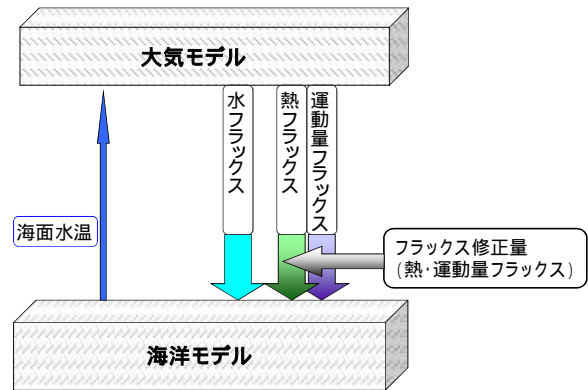 大気モデル
水フラックス
熱フラックス
運動量フラックス
海面水温
フラックス修正量
(熱・運動量フラックス)
海洋モデル